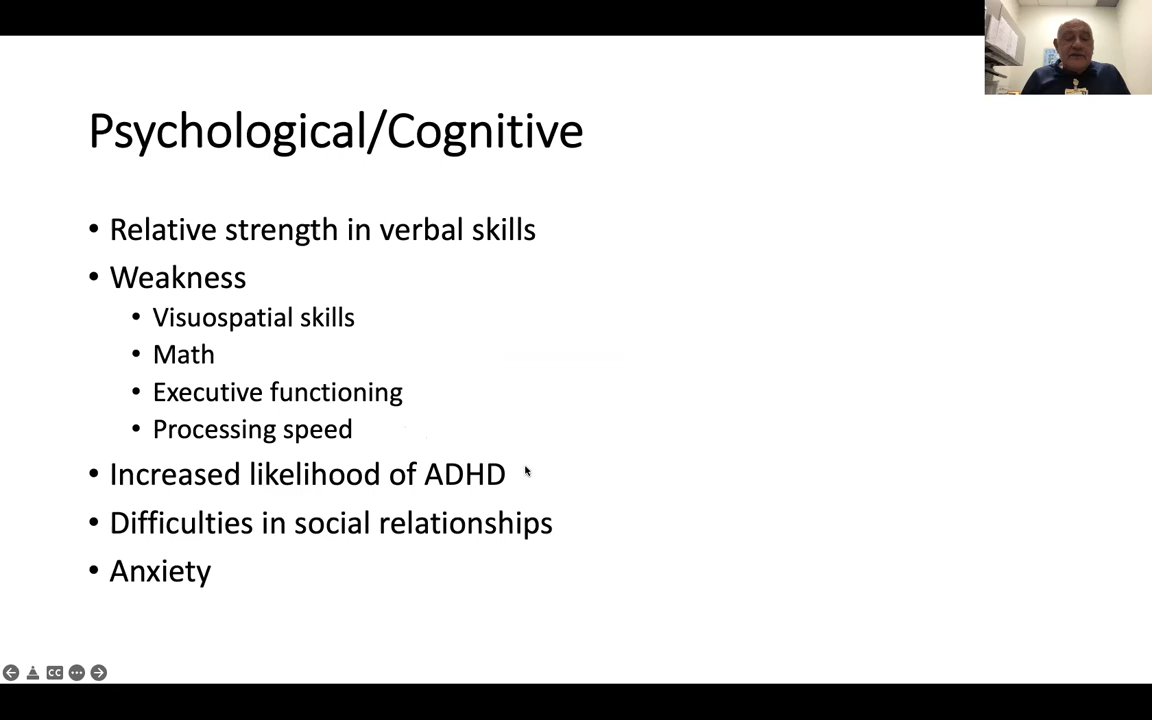 Psychological/Cognitive
• Relative strength in verbal skills
• Weakness
• Visuospatial skills
• Math
• Executive functioning
• Processing speed
• Increased likelihood of ADHD
• Difficulties in social relationships
• Anxiety
CC